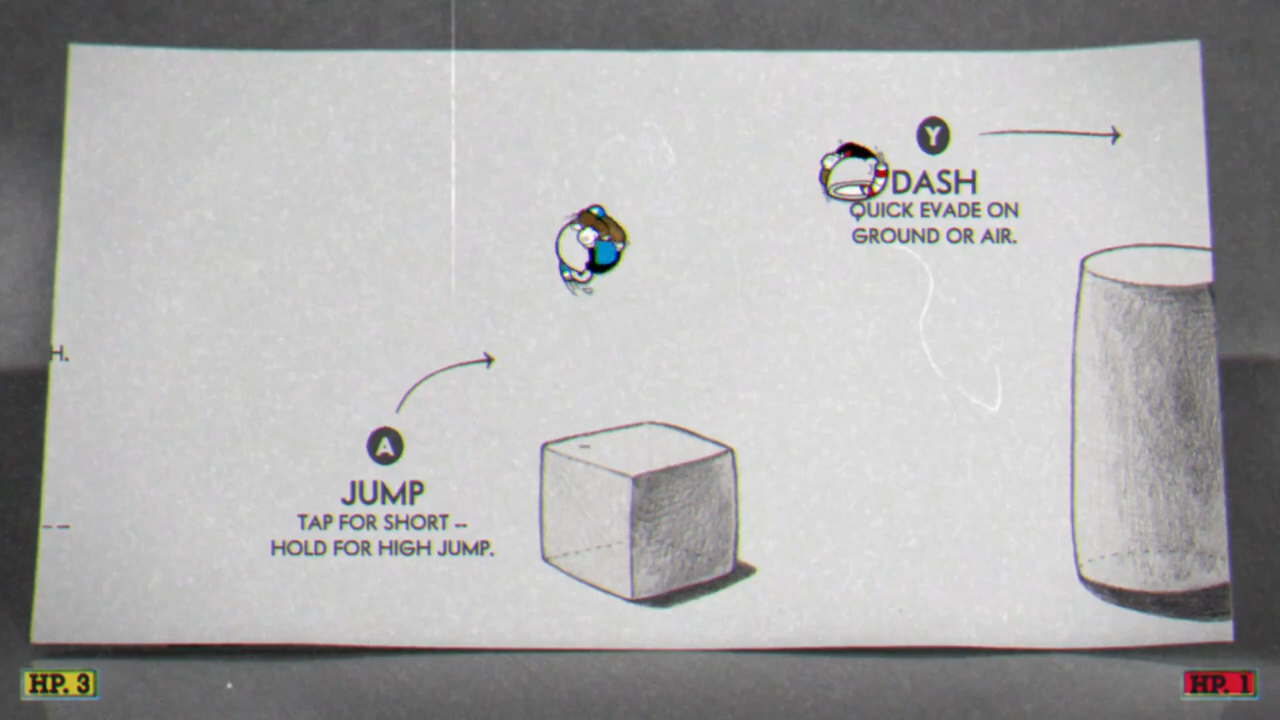 Y
DASH
QUICK EVADE ON
GROUND OR AIR.
H.
A
JUMP
TAP FOR SHORT --
HOLD FOR HIGH JUMP.
--
HP. 3
HP. 1